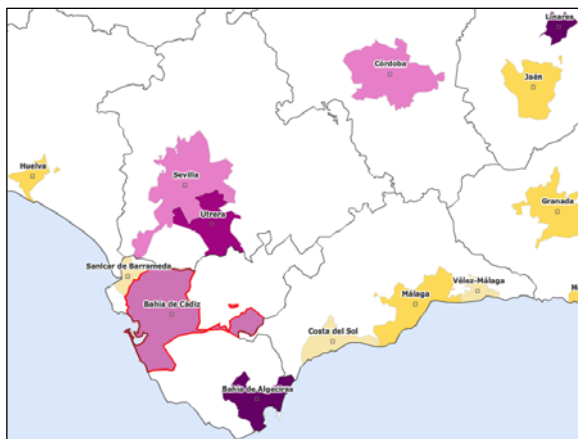 Linares
Córdoba
Jaén
Huelva
Sevilla
Granada
Utrera
Sanlcar de Barrameda
Bahía de Cádiz
Vélez-Málaga
Málaga
Costa del Sol
Bahía de Algeciras